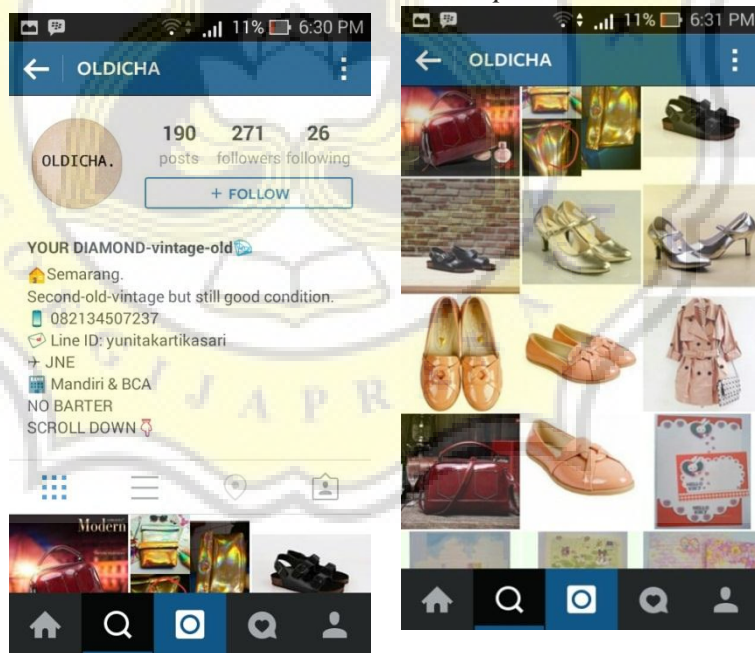 11% 6:30 PM
OLDICHA
OLDICHA.
190 271 26
posts followers following
+ FOLLOW
YOUR DIAMOND-vintage-old
Semarang.
Second-old-vintage but still good condition.
082134507237
Line ID: yunitakartikasari
JNE
Mandiri & BCA
NO BARTER
SCROLL DOWN
Modern
11% 6:31 PM
OLDICHA
IJAPR